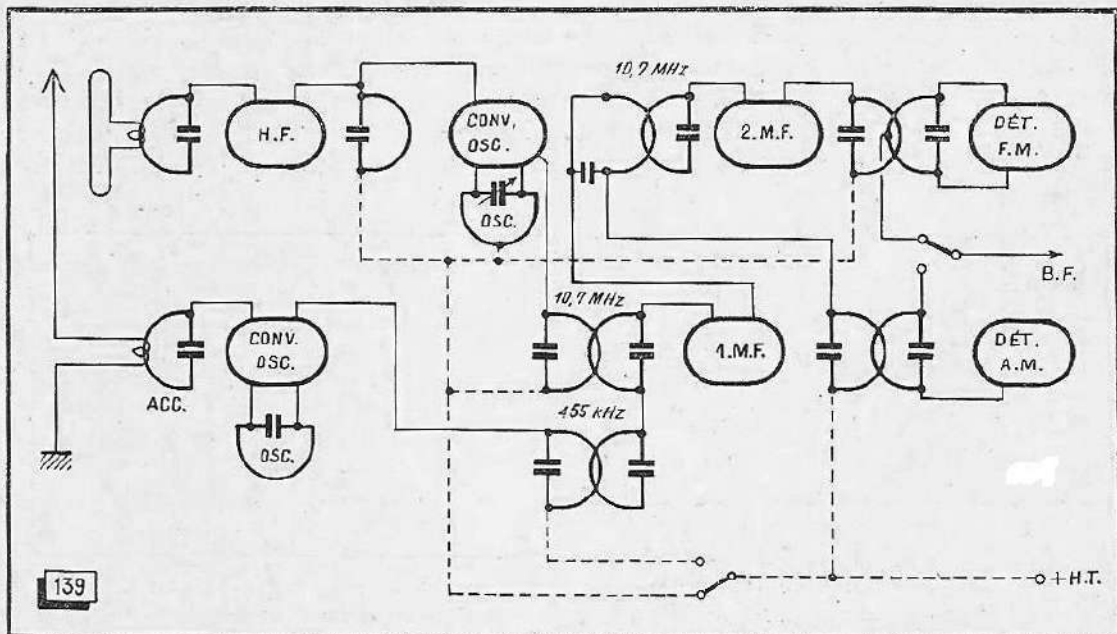 10,7 MHz
H.F.
CONV.
OSC.
2.M.F.
DÉT.
F.M.
OSC.
B.F.
10,7 MHz
CONV.
OSC.
1.M.F.
DÉT.
A.M.
ACC.
455 kHz
OSC.
139
+H.T.